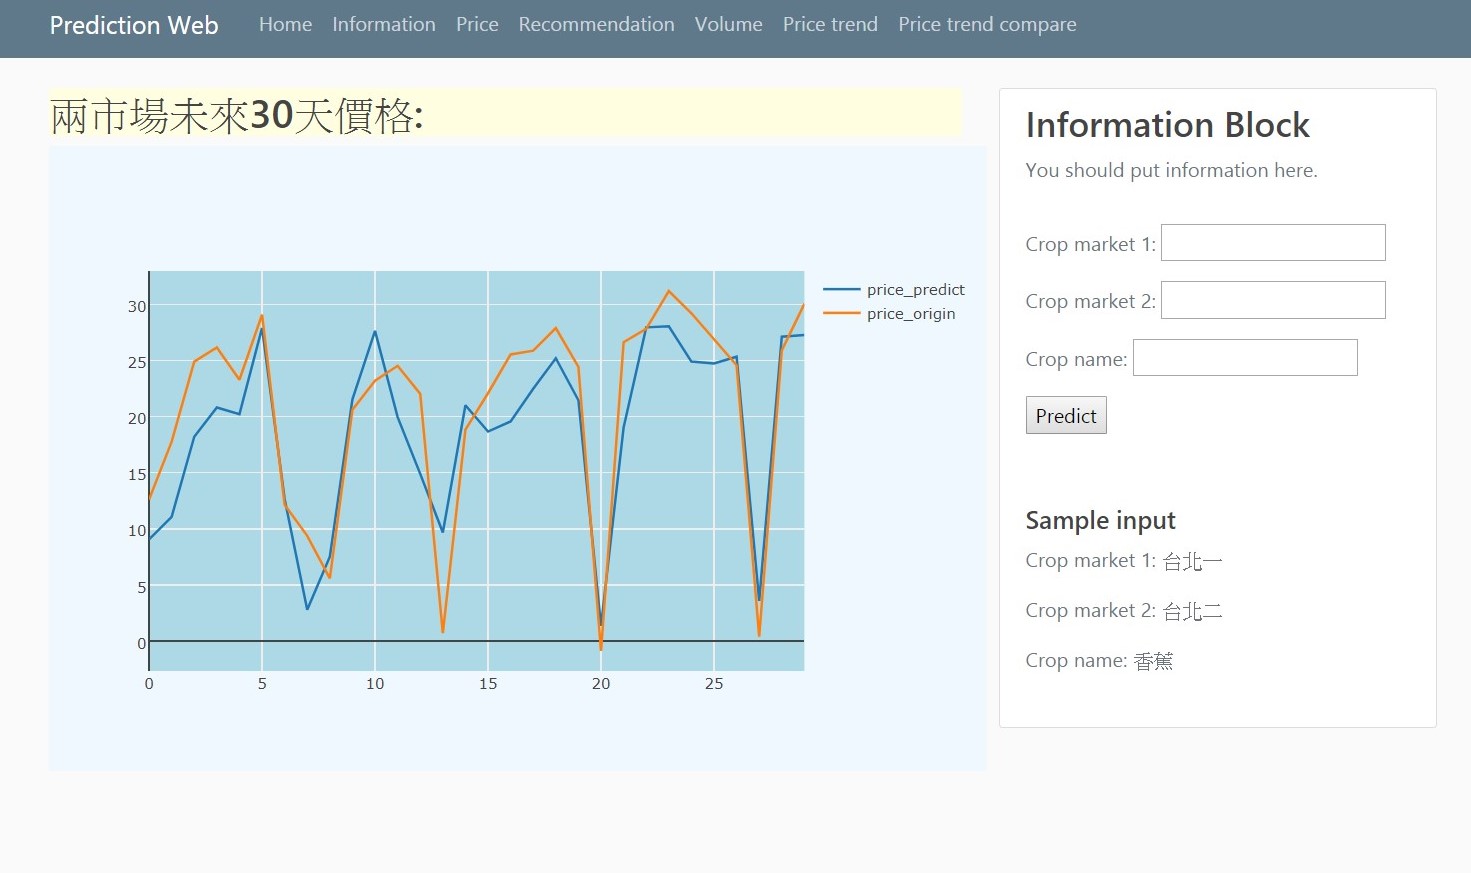 Prediction Web Home Information Price Recommendation Volume Price trend Price trend compare
兩市場未來30天價格:
30
25
20
15
10
5
0
0 5 10 15 20 25
price_predict
price_origin
Information Block
You should put information here.
Crop market 1:
Crop market 2:
Crop name:
Predict
Sample input
Crop market 1: 台北一
Crop market 2: 台北二
Crop name: 香蕉